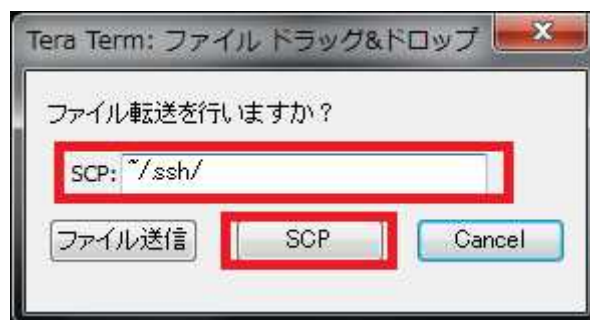 Tera Term: ファイル ドラッグ&ドロップ
ファイル転送を行いますか？
SCP: ~/.ssh/
ファイル送信 SCP Cancel